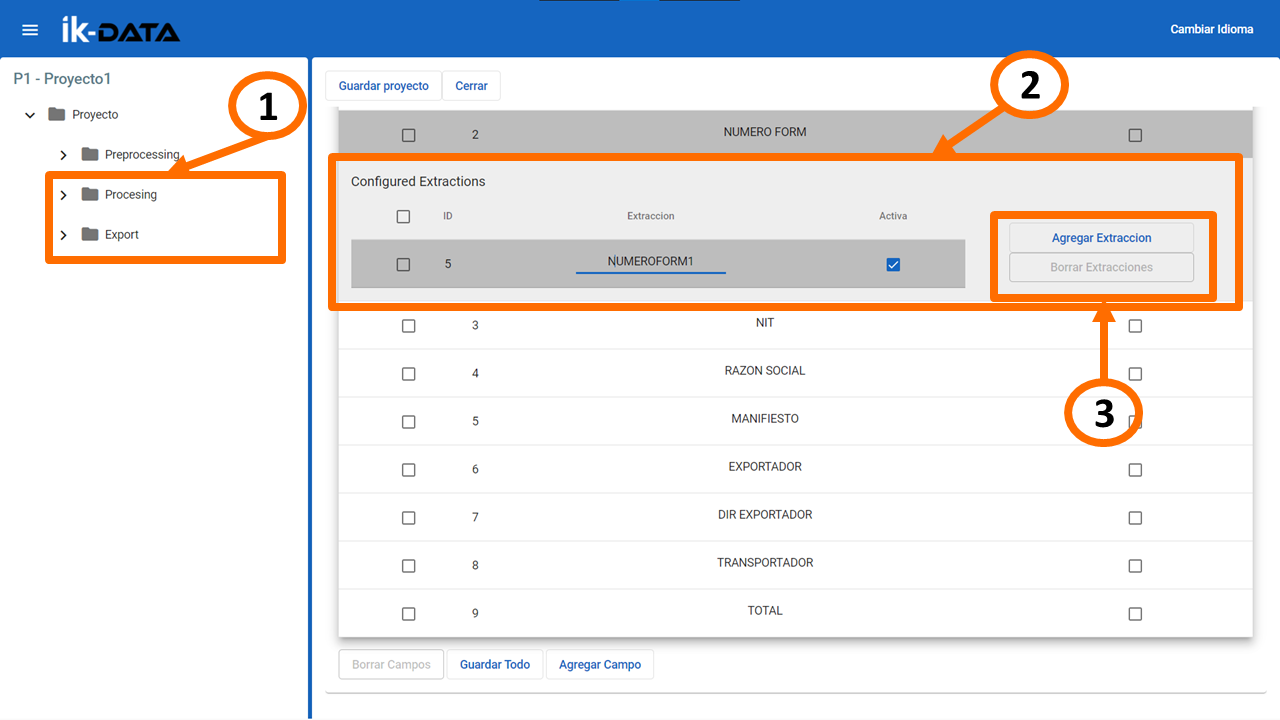 ik-DATA
Cambiar Idioma
P1 - Proyecto1
Proyecto
Preprocessing
Procesing
Export
1
2
3
Guardar proyecto Cerrar
2 NUMERO FORM
Configured Extractions
ID Extraccion Activa
5 NUMEROFORM1
Agregar Extraccion
Borrar Extracciones
3 NIT
4 RAZON SOCIAL
5 MANIFIESTO
6 EXPORTADOR
7 DIR EXPORTADOR
8 TRANSPORTADOR
9 TOTAL
Borrar Campos Guardar Todo Agregar Campo